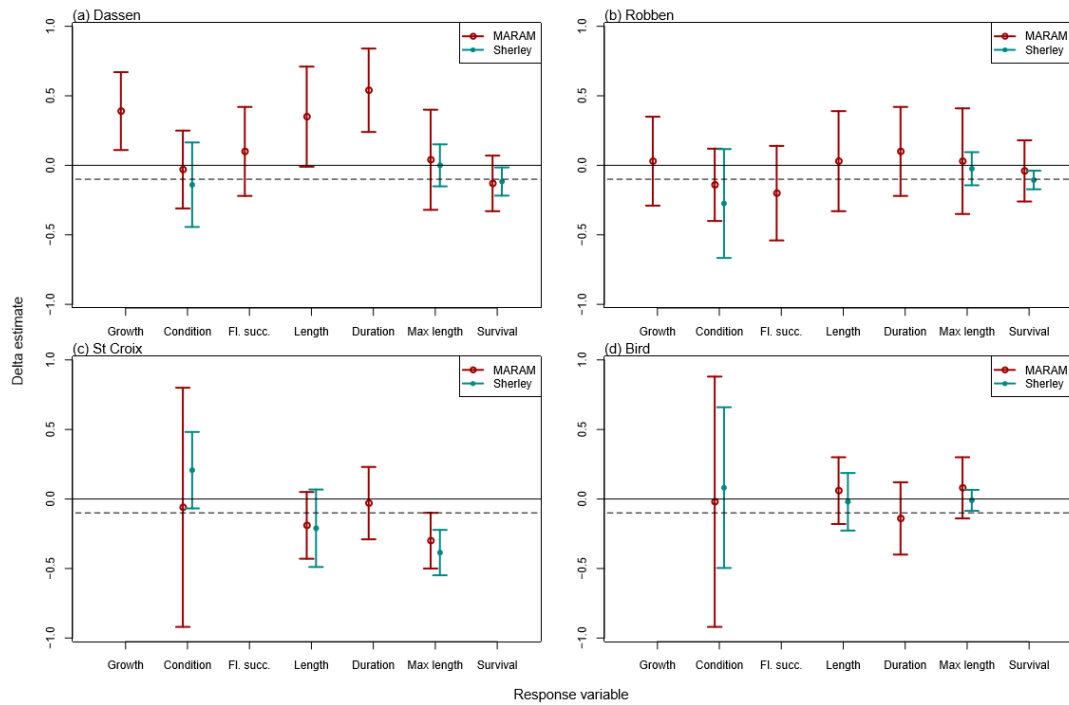 (a) Dassen
MARAM
Sherley
1.0
0.5
0.0
−0.5
−1.0
Growth Condition Fl. succ. Length Duration Max length Survival
(b) Robben
MARAM
Sherley
1.0
0.5
0.0
−0.5
−1.0
Growth Condition Fl. succ. Length Duration Max length Survival
Delta estimate
(c) St Croix
MARAM
Sherley
1.0
0.5
0.0
−0.5
−1.0
Growth Condition Fl. succ. Length Duration Max length Survival
(d) Bird
MARAM
Sherley
1.0
0.5
0.0
−0.5
−1.0
Growth Condition Fl. succ. Length Duration Max length Survival
Response variable